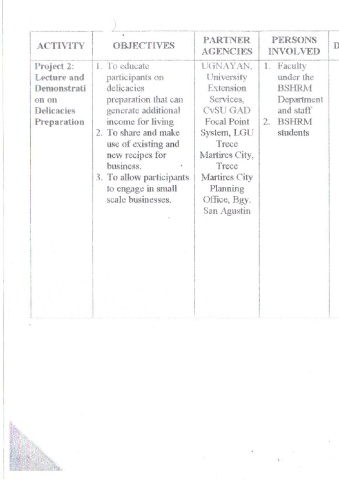 ACTIVITY
OBJECTIVES
PARTNER
AGENCIES
PERSONS
INVOLVED
D
Project 2:
Lecture and
Demonstrati
on on
Delicacies
Preparation
1. To educate
participants on
delicacies
preparation that can
generate additional
income for living
2. To share and make
use of existing and
new recipes for
business.
3. To allow participants
to engage in small
scale businesses.
UGNAYAN,
University
Extension
Services,
CvSU GAD
Focal Point
System, LGU
Trece
Martires City,
Trece
Martires City
Planning
Office, Bgy.
San Agustin
1. Faculty
under the
BSHRM
Department
and staff
2. BSHRM
students